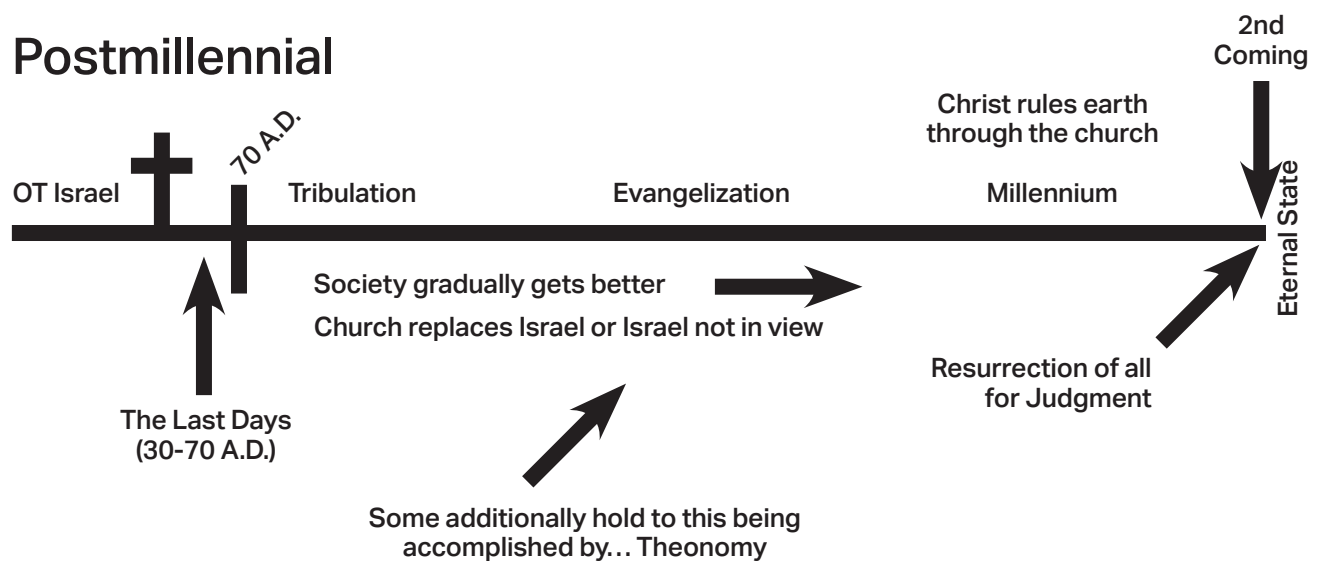 Postmillennial
2nd
Coming
Christ rules earth
through the church
70 A.D.
OT Israel
Tribulation
Evangelization
Millennium
Eternal State
Society gradually gets better
Church replaces Israel or Israel not in view
Resurrection of all
for Judgment
The Last Days
(30-70 A.D.)
Some additionally hold to this being
accomplished by... Theonomy